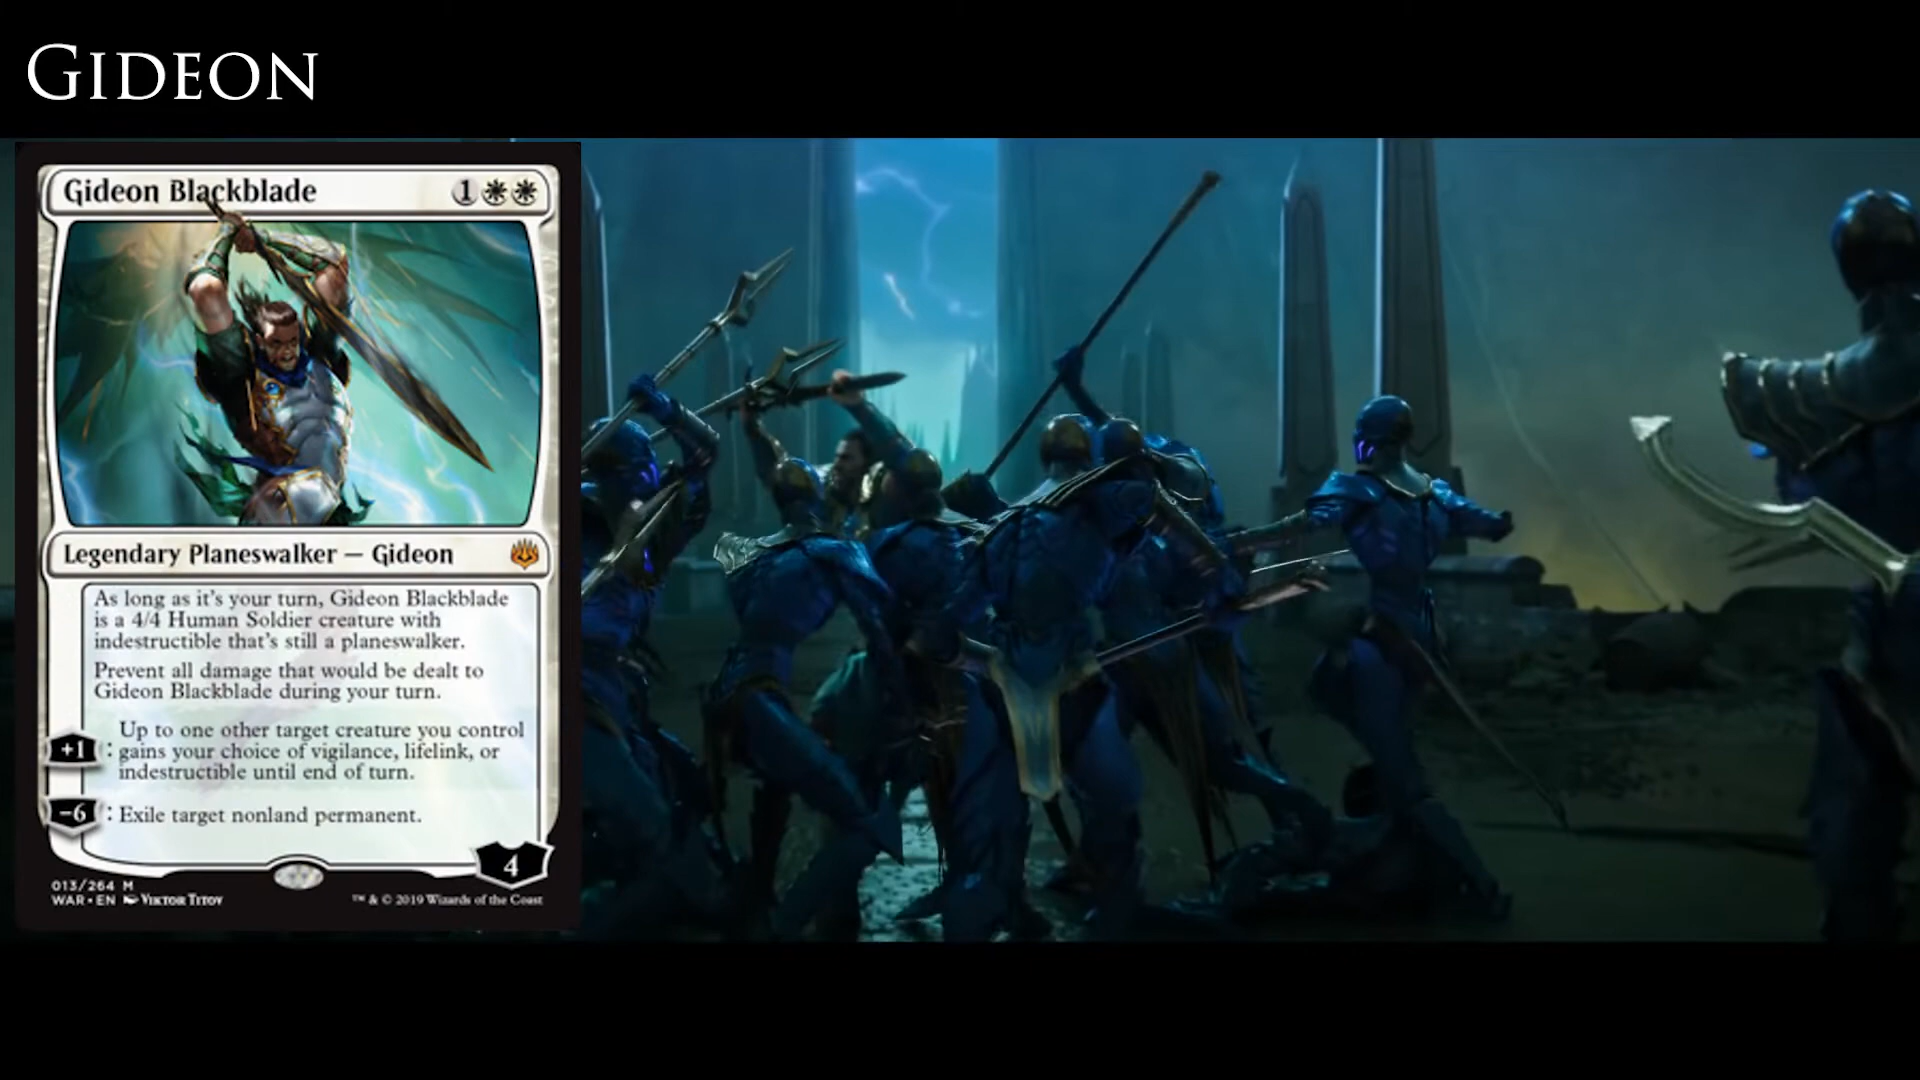 GIDEON
Gideon Blackblade 1
Legendary Planeswalker — Gideon
As long as it's your turn, Gideon Blackblade
is a 4/4 Human Soldier creature with
indestructible that's still a planeswalker.
Prevent all damage that would be dealt to
Gideon Blackblade during your turn.
Up to one other target creature you control
+1 : gains your choice of vigilance, lifelink, or
indestructible until end of turn.
-6 : Exile target nonland permanent.
4
013/264 M
WAR • EN VIKTOR TITOV ™ & © 2019 Wizards of the Coast